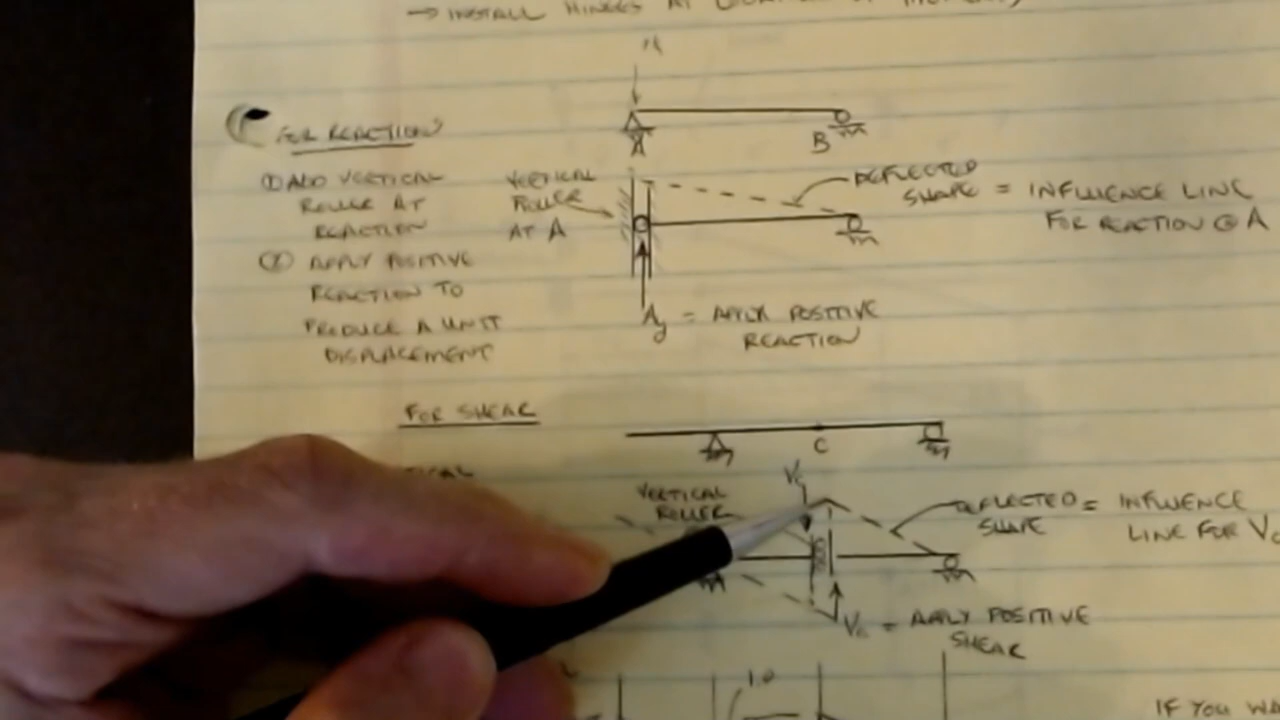 → INSTALL HINGES AT
FOR REACTIONS
A
B
① ADD VERTICAL
ROLLER AT
REACTION
② APPLY POSITIVE
REACTION TO
PRODUCE A UNIT
DISPLACEMENT
VERTICAL
ROLLER
AT A
DEFLECTED
SHAPE = INFLUENCE LINE
FOR REACTION @ A
Ay = APPLY POSITIVE
REACTION
FOR SHEAR
C
VERTICAL
ROLLER
Vc
DEFLECTED = INFLUENCE
SHAPE LINE FOR Vc
Vc = APPLY POSITIVE
SHEAR
1.0
IF YOU